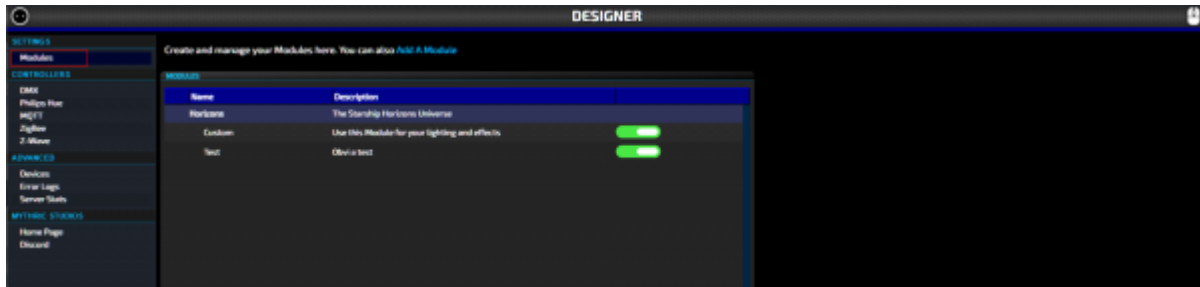 DESIGNER
SETTINGS
Modules
CONTROLLERS
DMX
Philips Hue
MQTT
ZigBee
Z-Wave
ADVANCED
Devices
Error Logs
Server Stats
MYTHRIC STUDIOS
Home Page
Discord
Create and manage your Modules here. You can also Add A Module
MODULES
Name Description
Horizons The Starship Horizons Universe
Custom Use this Module for your lighting and effects
Test Obvi a test